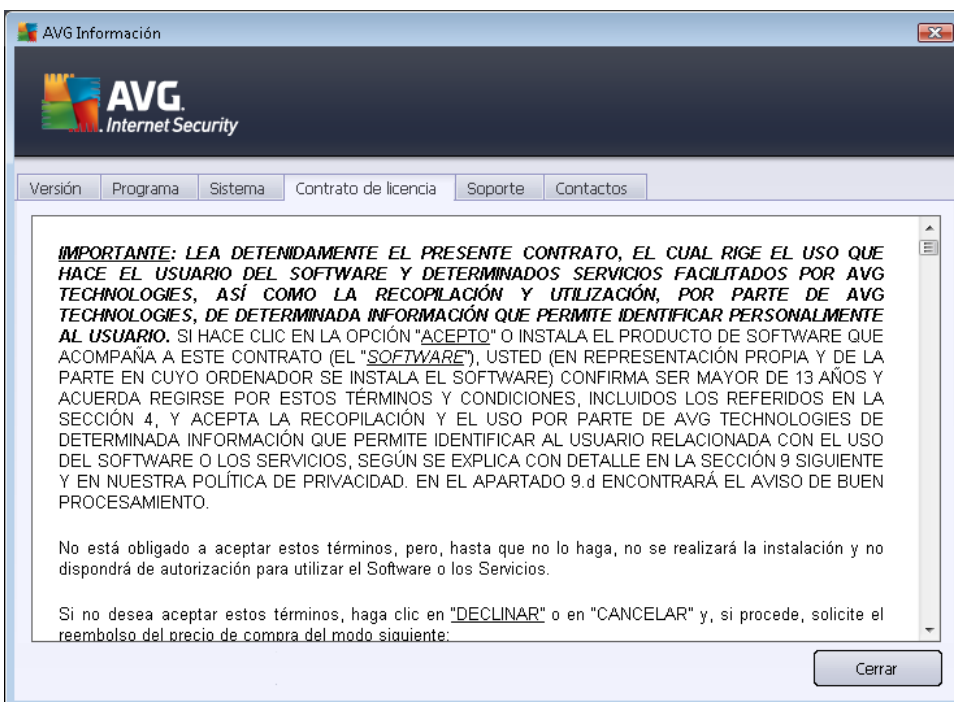 AVG Información
AVG.
Internet Security
Versión Programa Sistema Contrato de licencia Soporte Contactos
IMPORTANTE: LEA DETENIDAMENTE EL PRESENTE CONTRATO, EL CUAL RIGE EL USO QUE
HACE EL USUARIO DEL SOFTWARE Y DETERMINADOS SERVICIOS FACILITADOS POR AVG
TECHNOLOGIES, ASÍ COMO LA RECOPILACIÓN Y UTILIZACIÓN, POR PARTE DE AVG
TECHNOLOGIES, DE DETERMINADA INFORMACIÓN QUE PERMITE IDENTIFICAR PERSONALMENTE
AL USUARIO. SI HACE CLIC EN LA OPCIÓN "ACEPTO" O INSTALA EL PRODUCTO DE SOFTWARE QUE
ACOMPAÑA A ESTE CONTRATO (EL "SOFTWARE"), USTED (EN REPRESENTACIÓN PROPIA Y DE LA
PARTE EN CUYO ORDENADOR SE INSTALA EL SOFTWARE) CONFIRMA SER MAYOR DE 13 AÑOS Y
ACUERDA REGIRSE POR ESTOS TÉRMINOS Y CONDICIONES, INCLUIDOS LOS REFERIDOS EN LA
SECCIÓN 4, Y ACEPTA LA RECOPILACIÓN Y EL USO POR PARTE DE AVG TECHNOLOGIES DE
DETERMINADA INFORMACIÓN QUE PERMITE IDENTIFICAR AL USUARIO RELACIONADA CON EL USO
DEL SOFTWARE O LOS SERVICIOS, SEGÚN SE EXPLICA CON DETALLE EN LA SECCIÓN 9 SIGUIENTE
Y EN NUESTRA POLÍTICA DE PRIVACIDAD. EN EL APARTADO 9.d ENCONTRARÁ EL AVISO DE BUEN
PROCESAMIENTO.
No está obligado a aceptar estos términos, pero, hasta que no lo haga, no se realizará la instalación y no
dispondrá de autorización para utilizar el Software o los Servicios.
Si no desea aceptar estos términos, haga clic en "DECLINAR" o en "CANCELAR" y, si procede, solicite el
reembolso del precio de compra del modo siguiente:
Cerrar